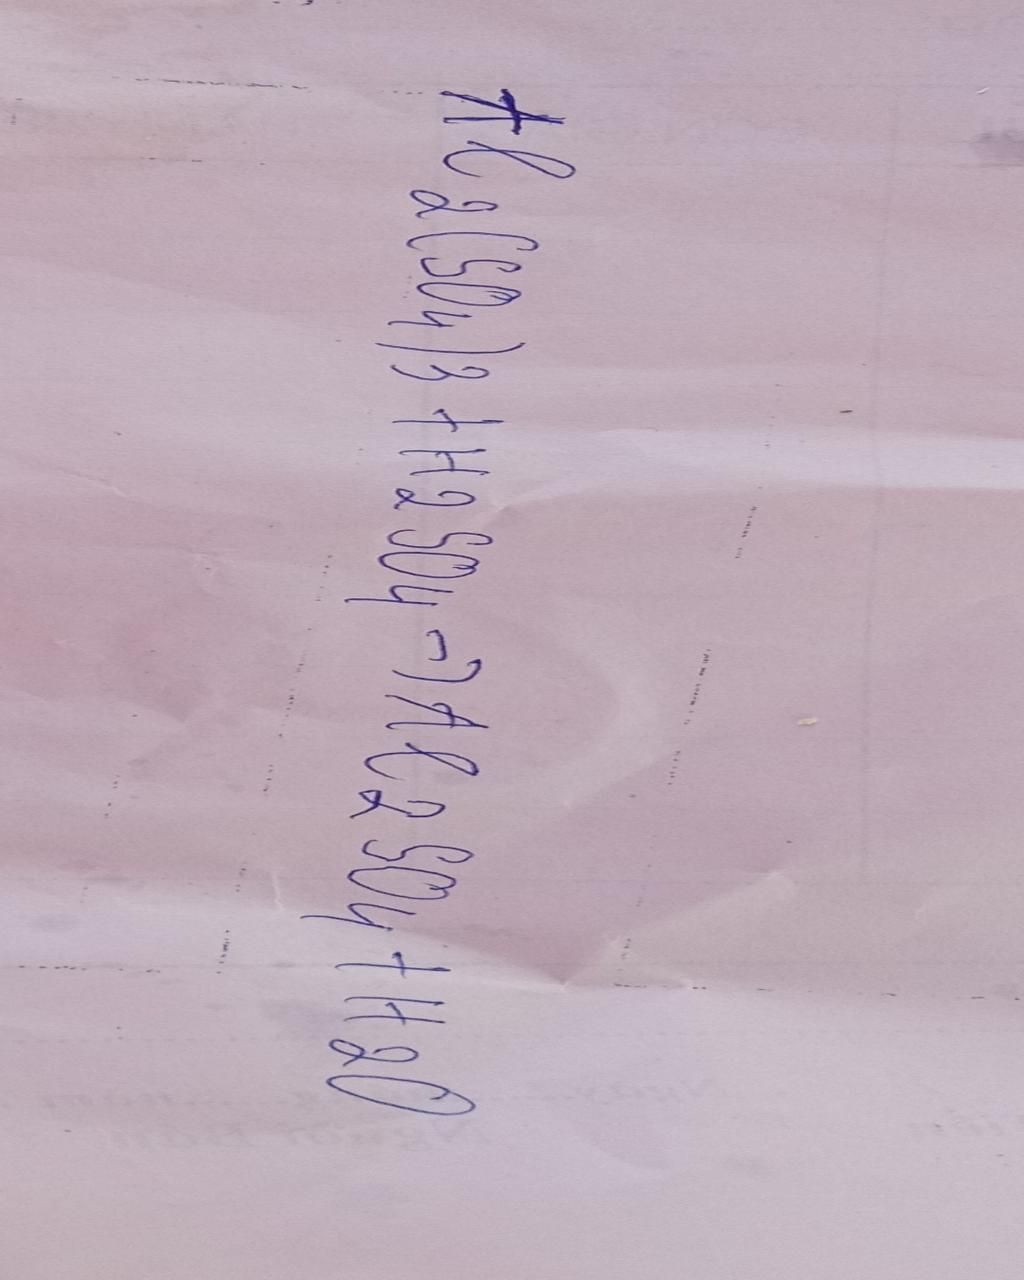 Al2(SO4)3 + H2SO4 → Al2SO4 + H2O